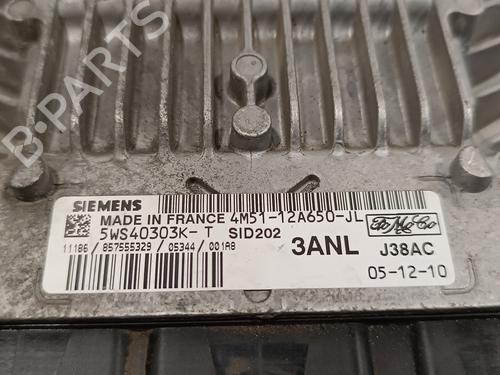 B-PARTS
SIEMENS
MADE IN FRANCE 4M51-12A650-JL
5WS40303K-T SID202 3ANL FoMoCo J38AC
11186 / 857555329 / 05344 / 001A8 05-12-10